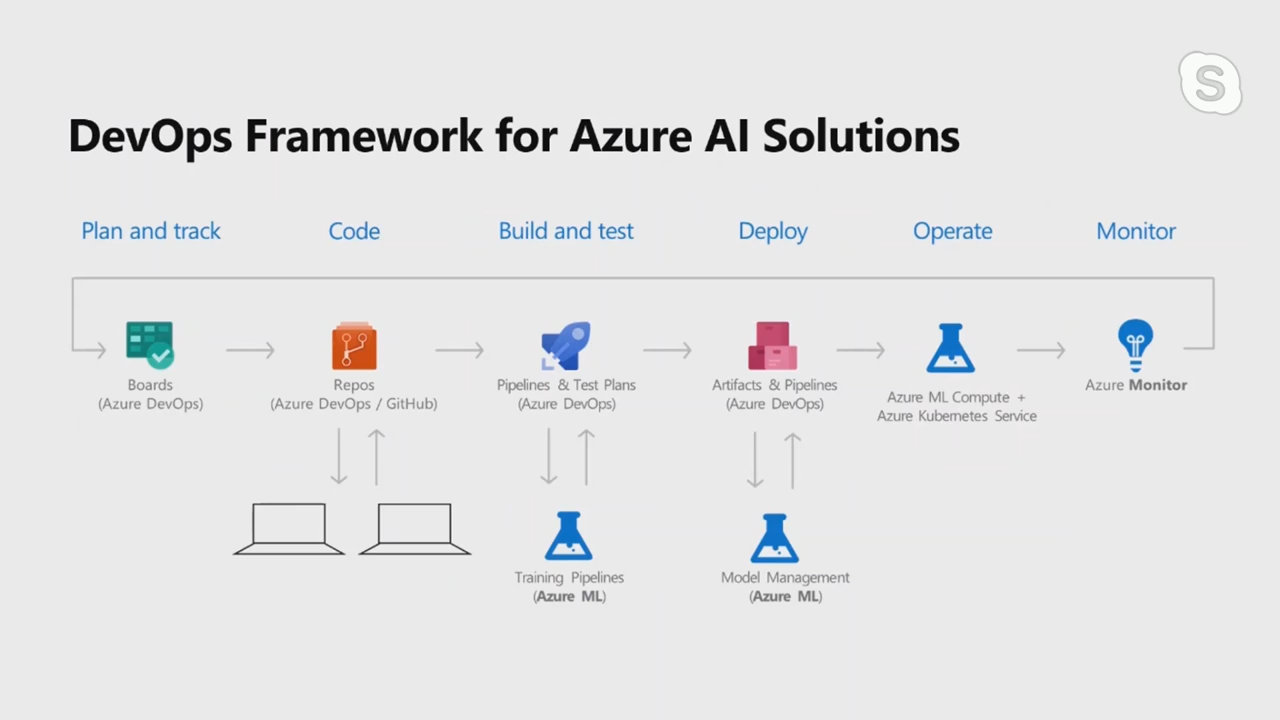 S
DevOps Framework for Azure AI Solutions
Plan and track
Code
Build and test
Deploy
Operate
Monitor
Boards
(Azure DevOps)
Repos
(Azure DevOps / GitHub)
Pipelines & Test Plans
(Azure DevOps)
Artifacts & Pipelines
(Azure DevOps)
Azure ML Compute +
Azure Kubernetes Service
Azure Monitor
Training Pipelines
(Azure ML)
Model Management
(Azure ML)